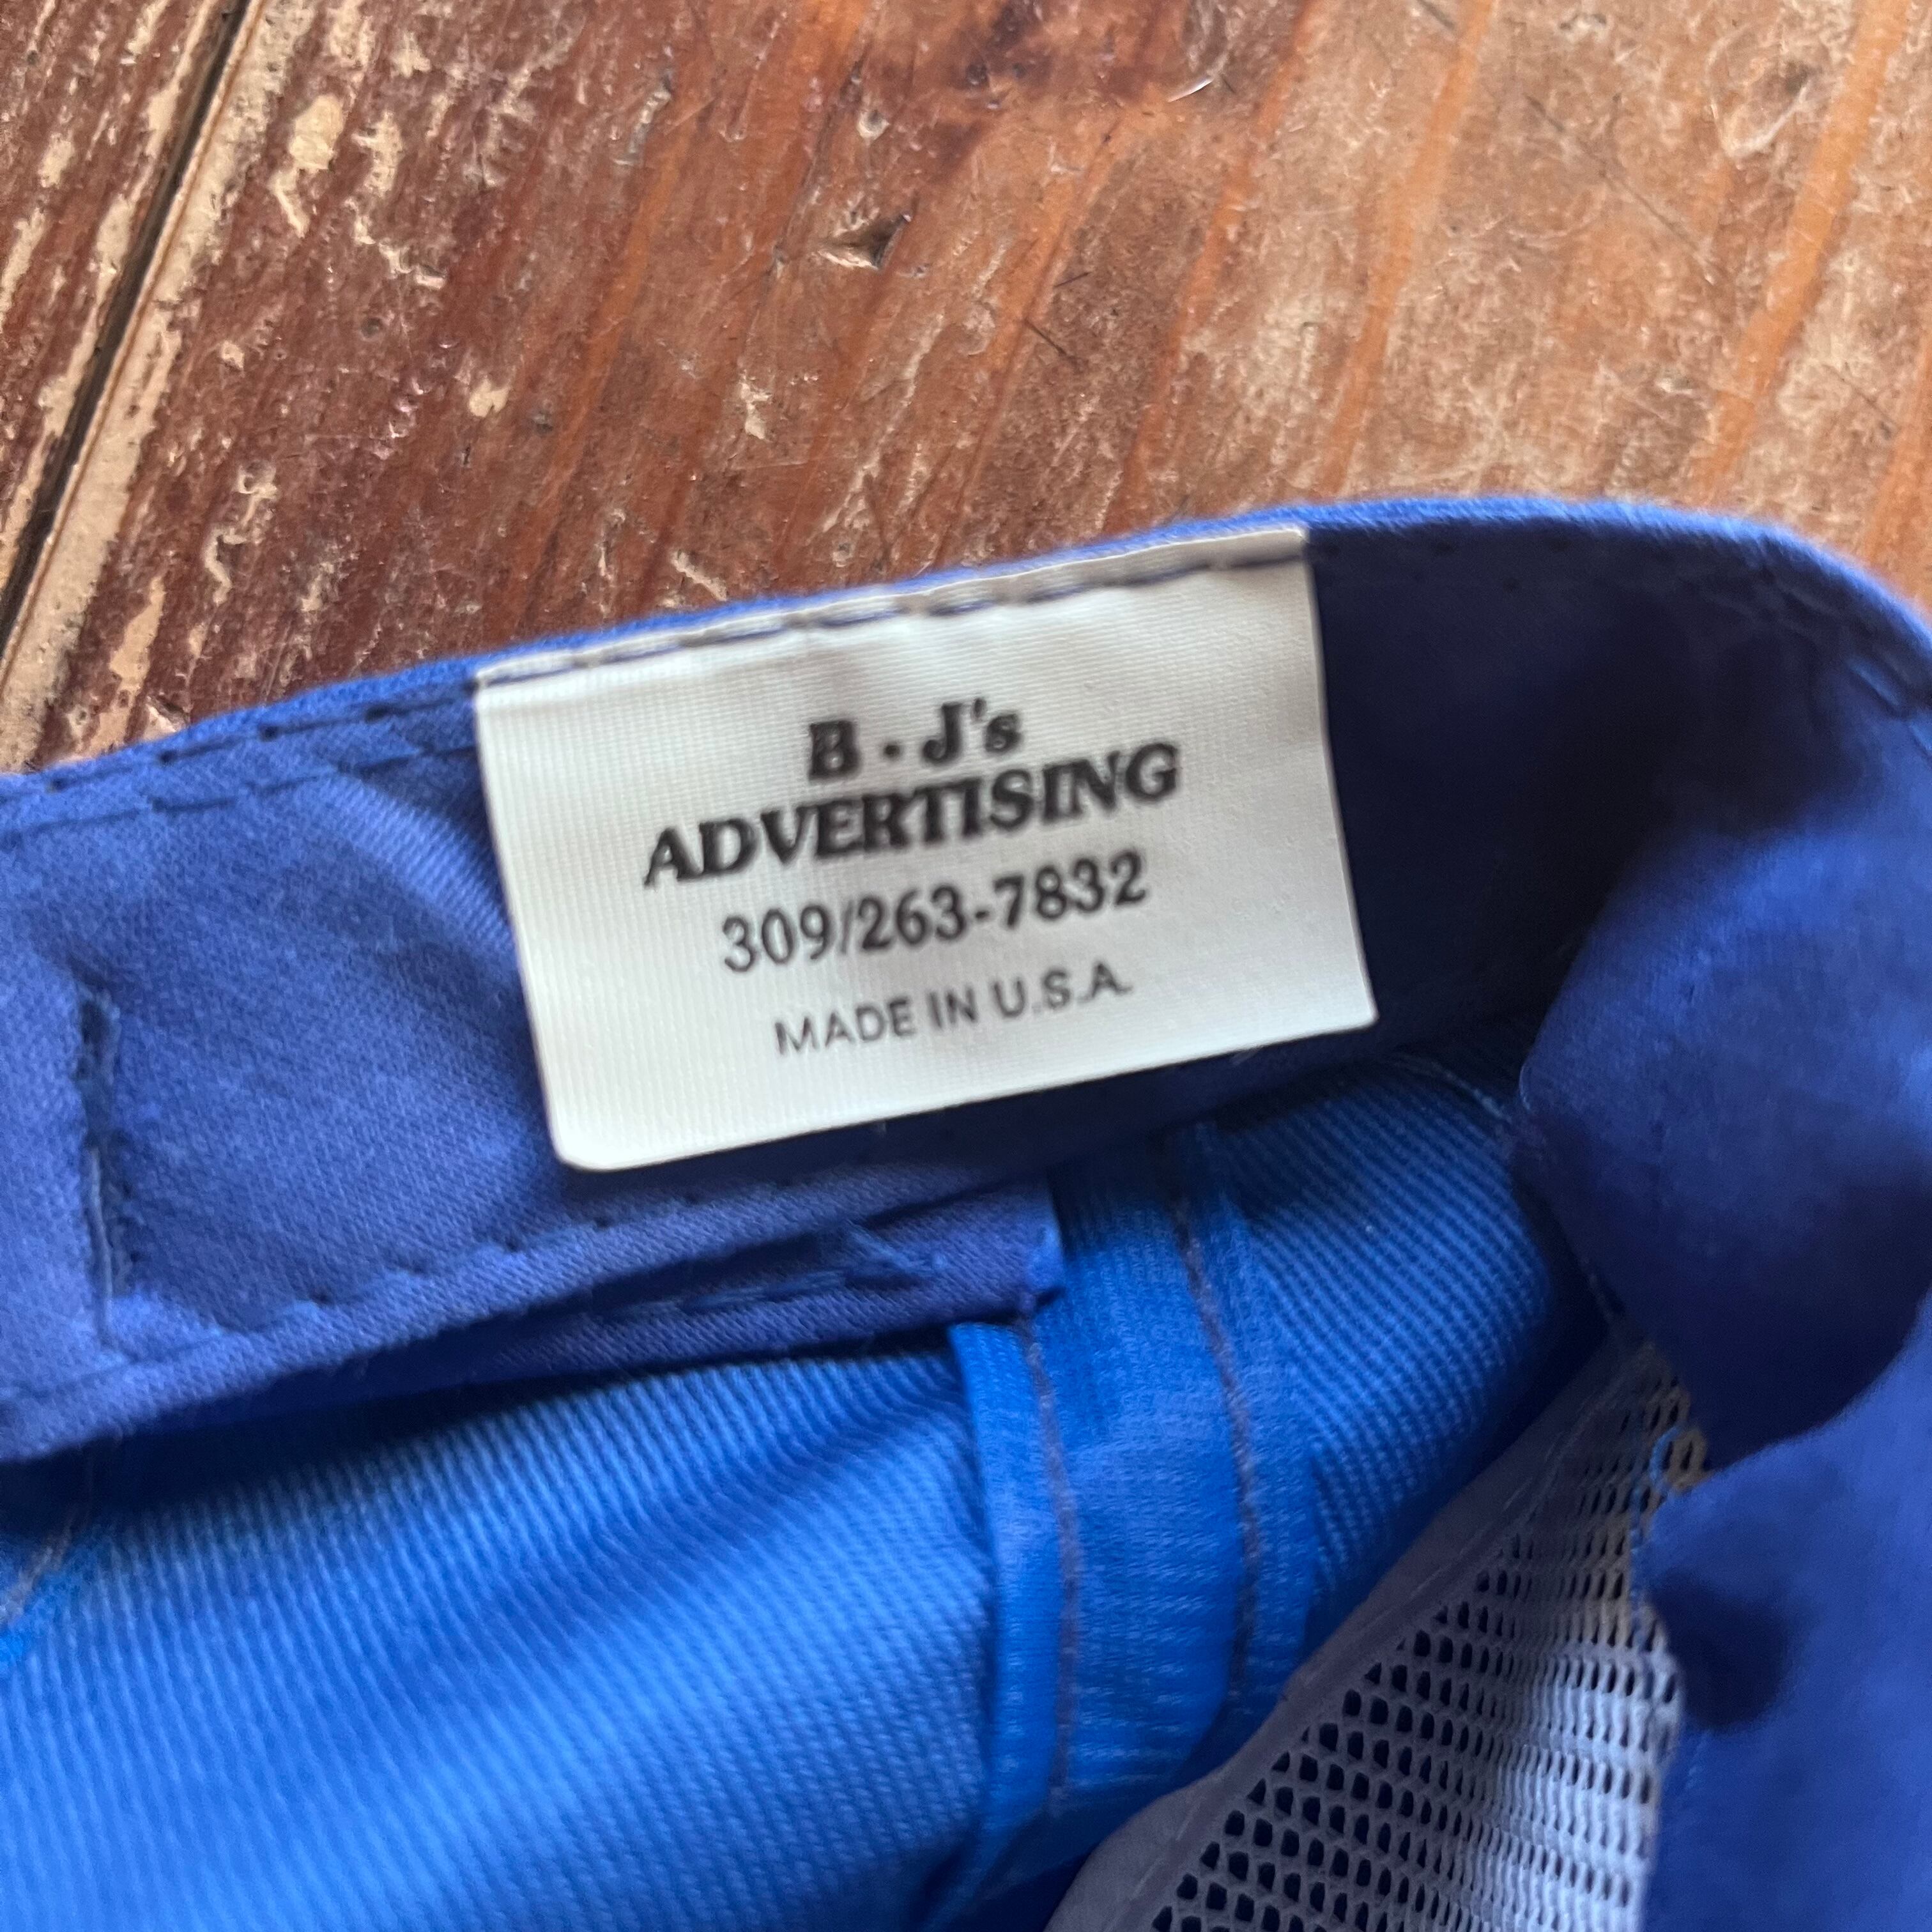 B. J's
ADVERTISING
309/263-7832
MADE IN U.S.A.